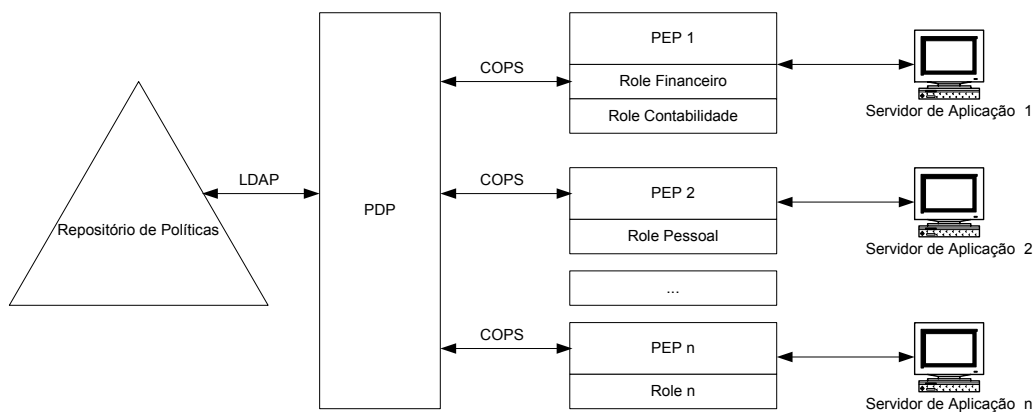 Repositório de Políticas
LDAP
PDP
COPS
PEP 1
Role Financeiro
Role Contabilidade
Servidor de Aplicação 1
COPS
PEP 2
Role Pessoal
Servidor de Aplicação 2
...
COPS
PEP n
Role n
Servidor de Aplicação n